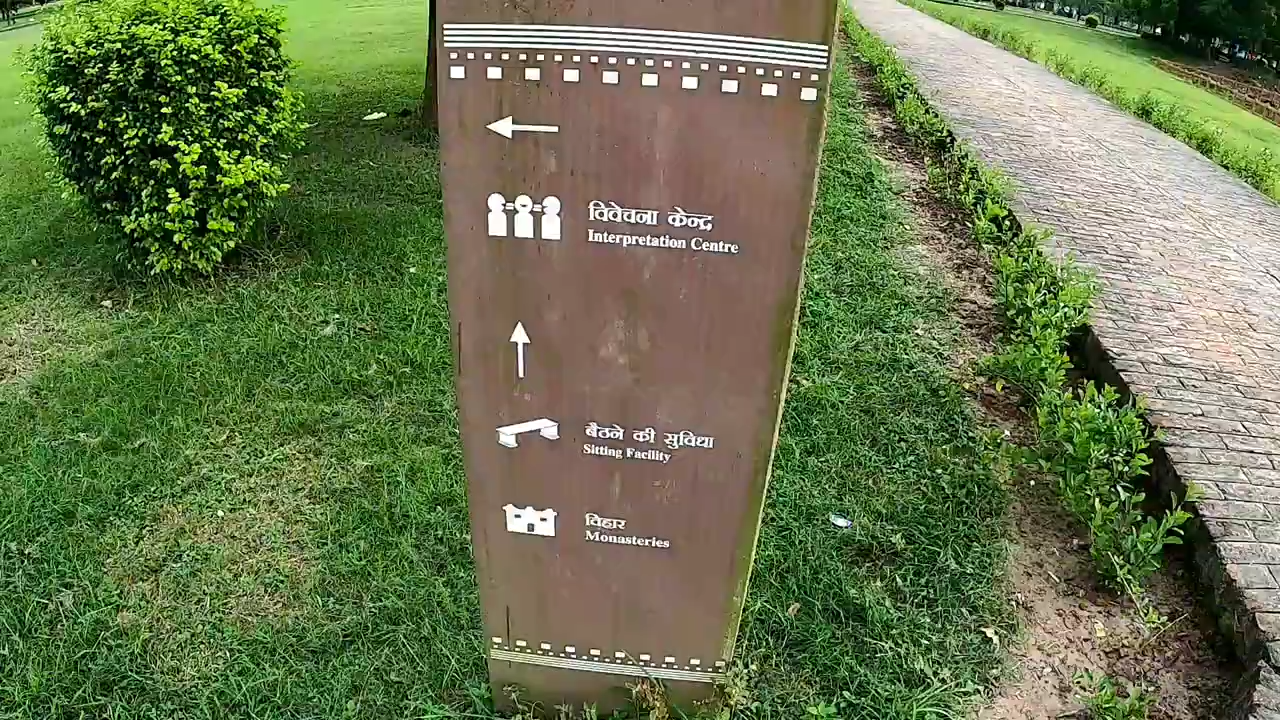 विवेचना केन्द्र
Interpretation Centre
बैठने की सुविधा
Sitting Facility
विहार
Monasteries